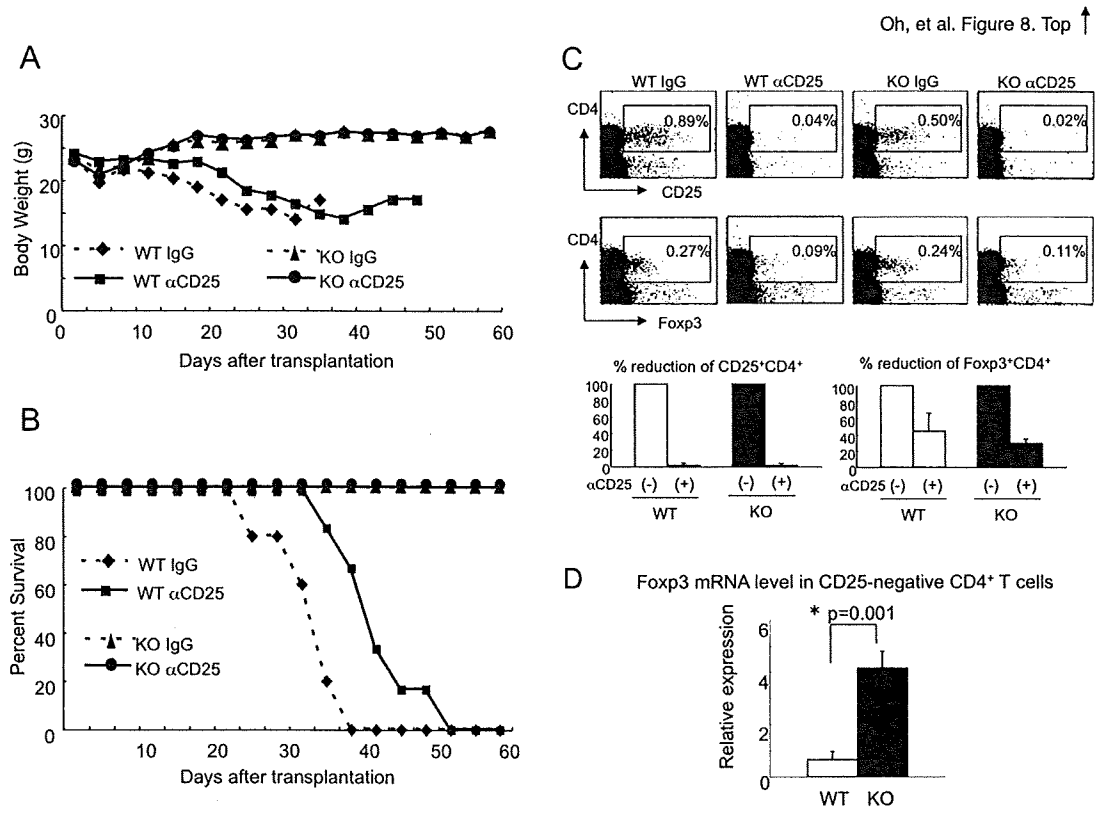 Oh, et al. Figure 8. Top
A
30
20
10
0
Body Weight (g)
WT IgG
WT αCD25
KO IgG
KO αCD25
0 10 20 30 40 50 60
Days after transplantation
B
100
80
60
40
20
0
Percent Survival
WT IgG
WT αCD25
KO IgG
KO αCD25
10 20 30 40 50 60
Days after transplantation
C
WT IgG WT αCD25 KO IgG KO αCD25
CD4
0.89% 0.04% 0.50% 0.02%
CD25
CD4
0.27% 0.09% 0.24% 0.11%
Foxp3
% reduction of CD25⁺CD4⁺
100
80
60
40
20
0
αCD25 (-) (+) (-) (+)
WT KO
% reduction of Foxp3⁺CD4⁺
100
80
60
40
20
0
αCD25 (-) (+) (-) (+)
WT KO
D
Foxp3 mRNA level in CD25-negative CD4⁺ T cells
* p=0.001
6
4
2
0
Relative expression
WT KO